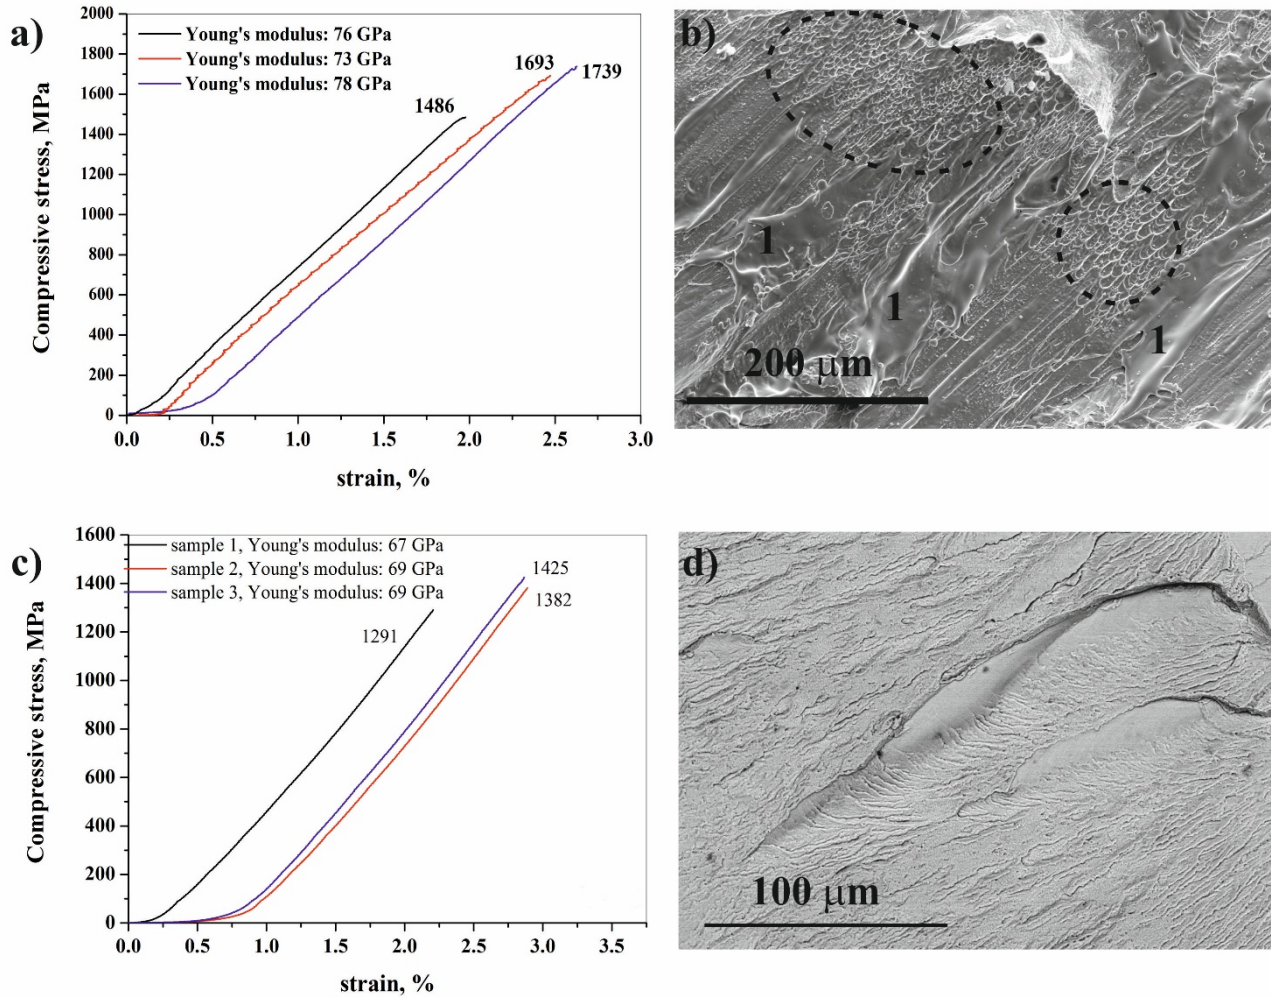 a)
Compressive stress, MPa
2000
1800
1600
1400
1200
1000
800
600
400
200
0
Young's modulus: 76 GPa
Young's modulus: 73 GPa
Young's modulus: 78 GPa
1486
1693
1739
0.0 0.5 1.0 1.5 2.0 2.5 3.0
strain, %
b)
1
1
1
200 μm
c)
Compressive stress, MPa
1600
1400
1200
1000
800
600
400
200
0
sample 1, Young's modulus: 67 GPa
sample 2, Young's modulus: 69 GPa
sample 3, Young's modulus: 69 GPa
1291
1425
1382
0.0 0.5 1.0 1.5 2.0 2.5 3.0 3.5
strain, %
d)
100 μm